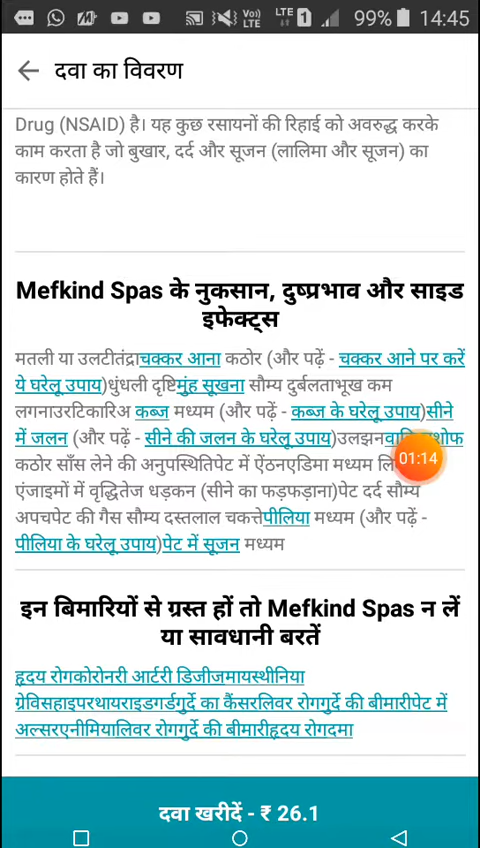 Vo))
LTE
LTE
1
99%
14:45
दवा का विवरण
Drug (NSAID) है। यह कुछ रसायनों की रिहाई को अवरुद्ध करके
काम करता है जो बुखार, दर्द और सूजन (लालिमा और सूजन) का
कारण होते हैं।
Mefkind Spas के नुकसान, दुष्प्रभाव और साइड
इफेक्ट्स
मतली या उलटीतंद्राचक्कर आना कठोर (और पढ़ें - चक्कर आने पर करें
ये घरेलू उपाय)धुंधली दृष्टिमुंह सूखना सौम्य दुर्बलताभूख कम
लगनाउरटिकारिअ कब्ज मध्यम (और पढ़ें - कब्ज के घरेलू उपाय)सीने
में जलन (और पढ़ें - सीने की जलन के घरेलू उपाय)उलझन
कठोर साँस लेने की अनुपस्थितिपेट में ऐंठनएडिमा मध्यम
एंजाइमों में वृद्धितेज धड़कन (सीने का फड़फड़ाना)पेट दर्द सौम्य
अपचपेट की गैस सौम्य दस्तलाल चकत्तेपीलिया मध्यम (और पढ़ें -
पीलिया के घरेलू उपाय)पेट में सूजन मध्यम
01:14
इन बिमारियों से ग्रस्त हों तो Mefkind Spas न लें
या सावधानी बरतें
हृदय रोगकोरोनरी आर्टरी डिजीजमायस्थीनिया
ग्रेविसहाइपरथायराइडगर्डगुर्दे का कैंसरलिवर रोगगुर्दे की बीमारीपेट में
अल्सरएनीमियालिवर रोगगुर्दे की बीमारीहृदय रोगदमा
दवा खरीदें - ₹ 26.1